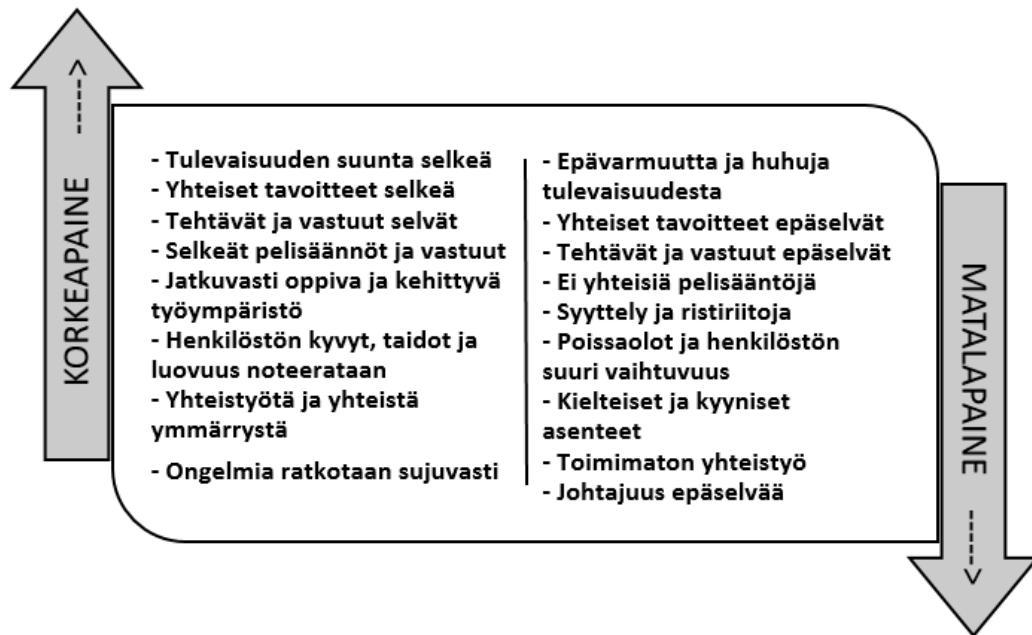 KORKEAPAINE ----->
- Tulevaisuuden suunta selkeä
- Yhteiset tavoitteet selkeä
- Tehtävät ja vastuut selvät
- Selkeät pelisäännöt ja vastuut
- Jatkuvasti oppiva ja kehittyvä
työympäristö
- Henkilöstön kyvyt, taidot ja
luovuus noteerataan
- Yhteistyötä ja yhteistä
ymmärrystä
- Ongelmia ratkotaan sujuvasti
- Epävarmuutta ja huhuja
tulevaisuudesta
- Yhteiset tavoitteet epäselvät
- Tehtävät ja vastuut epäselvät
- Ei yhteisiä pelisääntöjä
- Syyttely ja ristiriitoja
- Poissaolot ja henkilöstön
suuri vaihtuvuus
- Kielteiset ja kyyniset
asenteet
- Toimimaton yhteistyö
- Johtajuus epäselvää
MATALAPAINE ----->